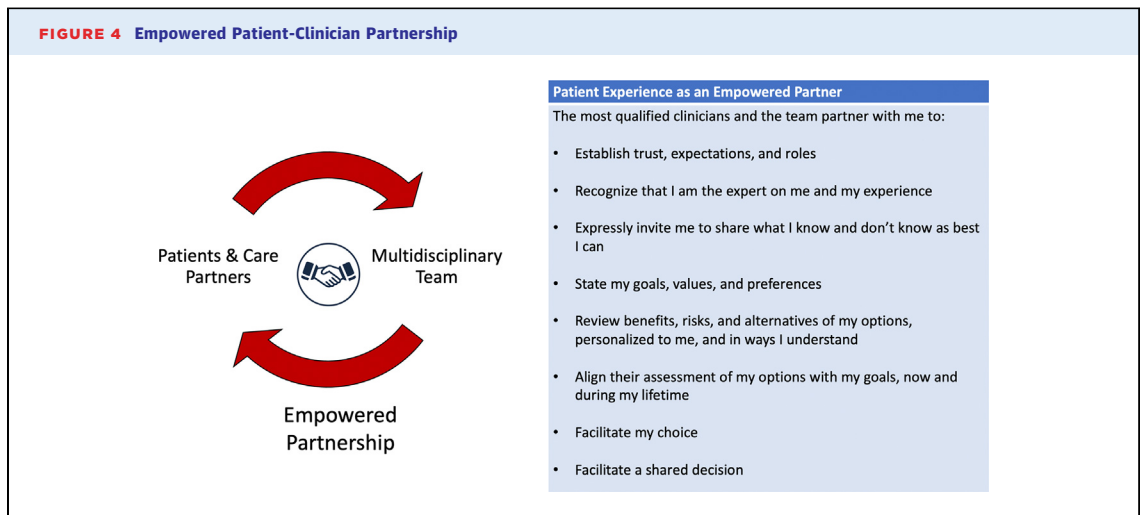 FIGURE 4 Empowered Patient-Clinician Partnership
Patients & Care
Partners
Multidisciplinary
Team
Empowered
Partnership
Patient Experience as an Empowered Partner
The most qualified clinicians and the team partner with me to:
• Establish trust, expectations, and roles
• Recognize that I am the expert on me and my experience
• Expressly invite me to share what I know and don’t know as best
I can
• State my goals, values, and preferences
• Review benefits, risks, and alternatives of my options,
personalized to me, and in ways I understand
• Align their assessment of my options with my goals, now and
during my lifetime
• Facilitate my choice
• Facilitate a shared decision